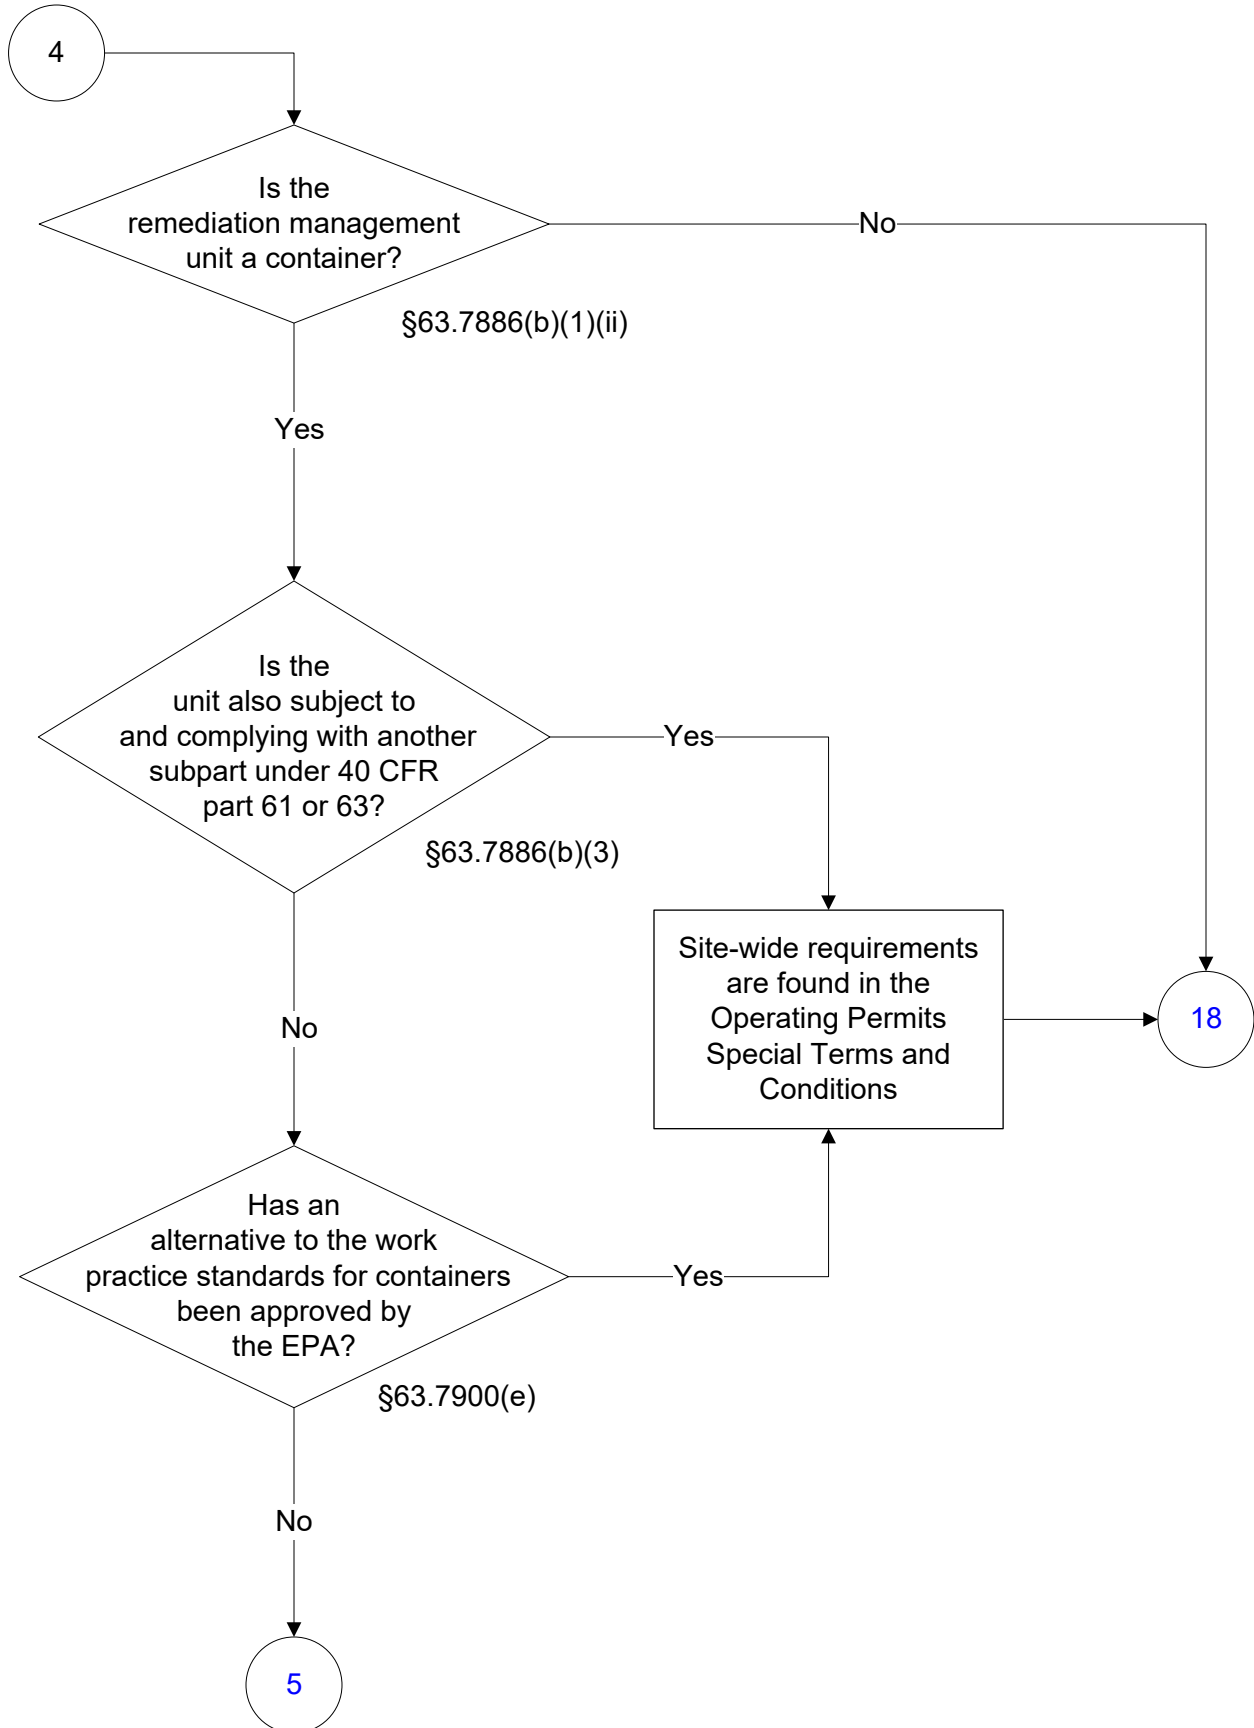 4
Is the
remediation management
unit a container?
No
§63.7886(b)(1)(ii)
Yes
Is the
unit also subject to
and complying with another
subpart under 40 CFR
part 61 or 63?
Yes
§63.7886(b)(3)
Site-wide requirements
are found in the
Operating Permits
Special Terms and
Conditions
18
No
Has an
alternative to the work
practice standards for containers
been approved by
the EPA?
Yes
§63.7900(e)
No
5